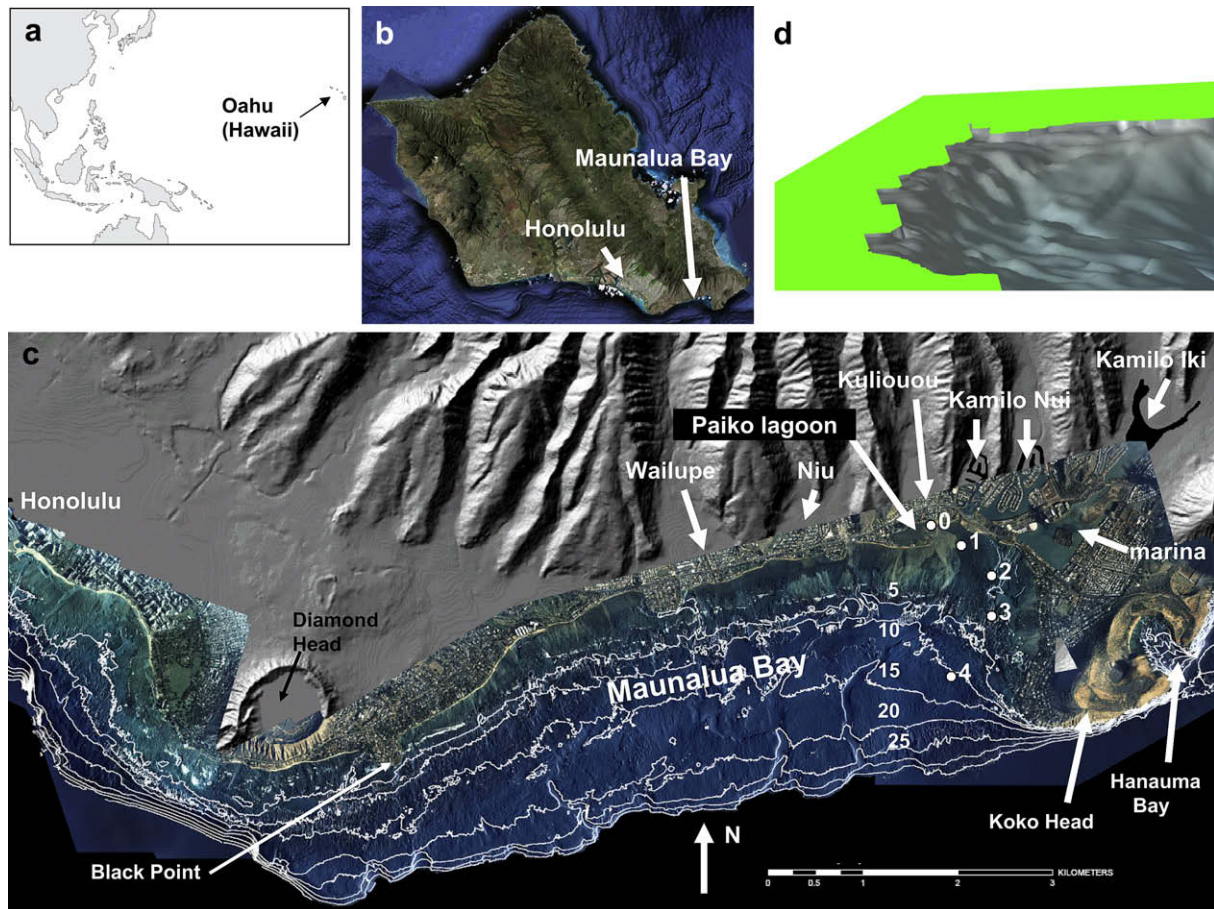 a
Oahu
(Hawaii)
b
Maunalua Bay
Honolulu
d
c
Kamilo Iki
Kuliouou
Kamilo Nui
Paiko lagoon
Wailupe
Niu
Honolulu
0
1
marina
2
5
3
Diamond
Head
10
Maunalua Bay
15
4
20
25
Hanauma
Bay
Koko Head
Black Point
N
KILOMETERS
0 0.5 1 2 3